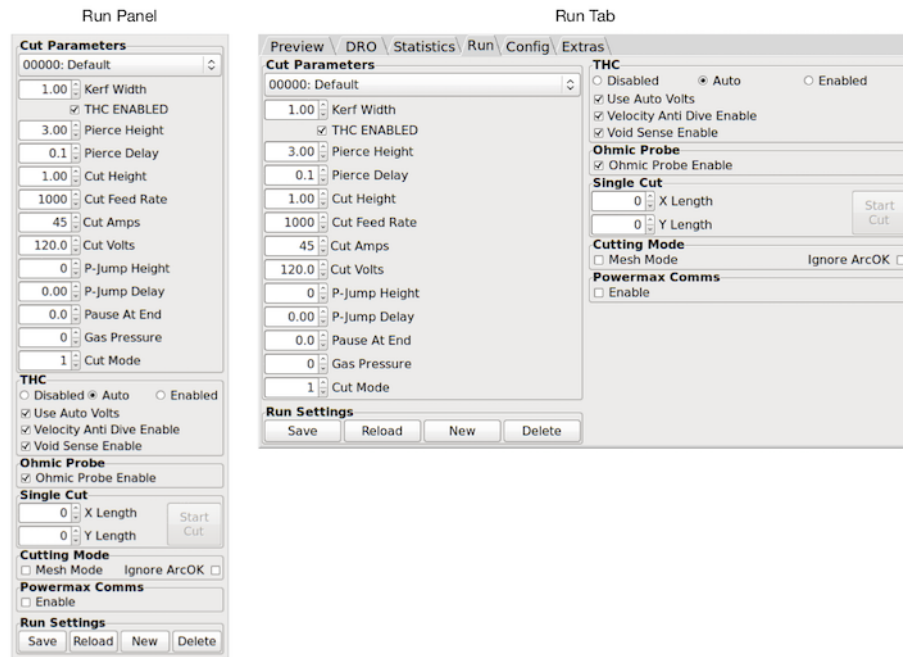 Run Panel
Cut Parameters
00000: Default
1.00 Kerf Width
THC ENABLED
3.00 Pierce Height
0.1 Pierce Delay
1.00 Cut Height
1000 Cut Feed Rate
45 Cut Amps
120.0 Cut Volts
0 P-Jump Height
0.00 P-Jump Delay
0.0 Pause At End
0 Gas Pressure
1 Cut Mode
THC
Disabled Auto Enabled
Use Auto Volts
Velocity Anti Dive Enable
Void Sense Enable
Ohmic Probe
Ohmic Probe Enable
Single Cut
0 X Length
0 Y Length
Start
Cut
Cutting Mode
Mesh Mode Ignore ArcOK
Powermax Comms
Enable
Run Settings
Save Reload New Delete
Run Tab
Preview DRO Statistics Run Config Extras
Cut Parameters
00000: Default
1.00 Kerf Width
THC ENABLED
3.00 Pierce Height
0.1 Pierce Delay
1.00 Cut Height
1000 Cut Feed Rate
45 Cut Amps
120.0 Cut Volts
0 P-Jump Height
0.00 P-Jump Delay
0.0 Pause At End
0 Gas Pressure
1 Cut Mode
Run Settings
Save Reload New Delete
THC
Disabled Auto Enabled
Use Auto Volts
Velocity Anti Dive Enable
Void Sense Enable
Ohmic Probe
Ohmic Probe Enable
Single Cut
0 X Length
0 Y Length
Start
Cut
Cutting Mode
Mesh Mode Ignore ArcOK
Powermax Comms
Enable